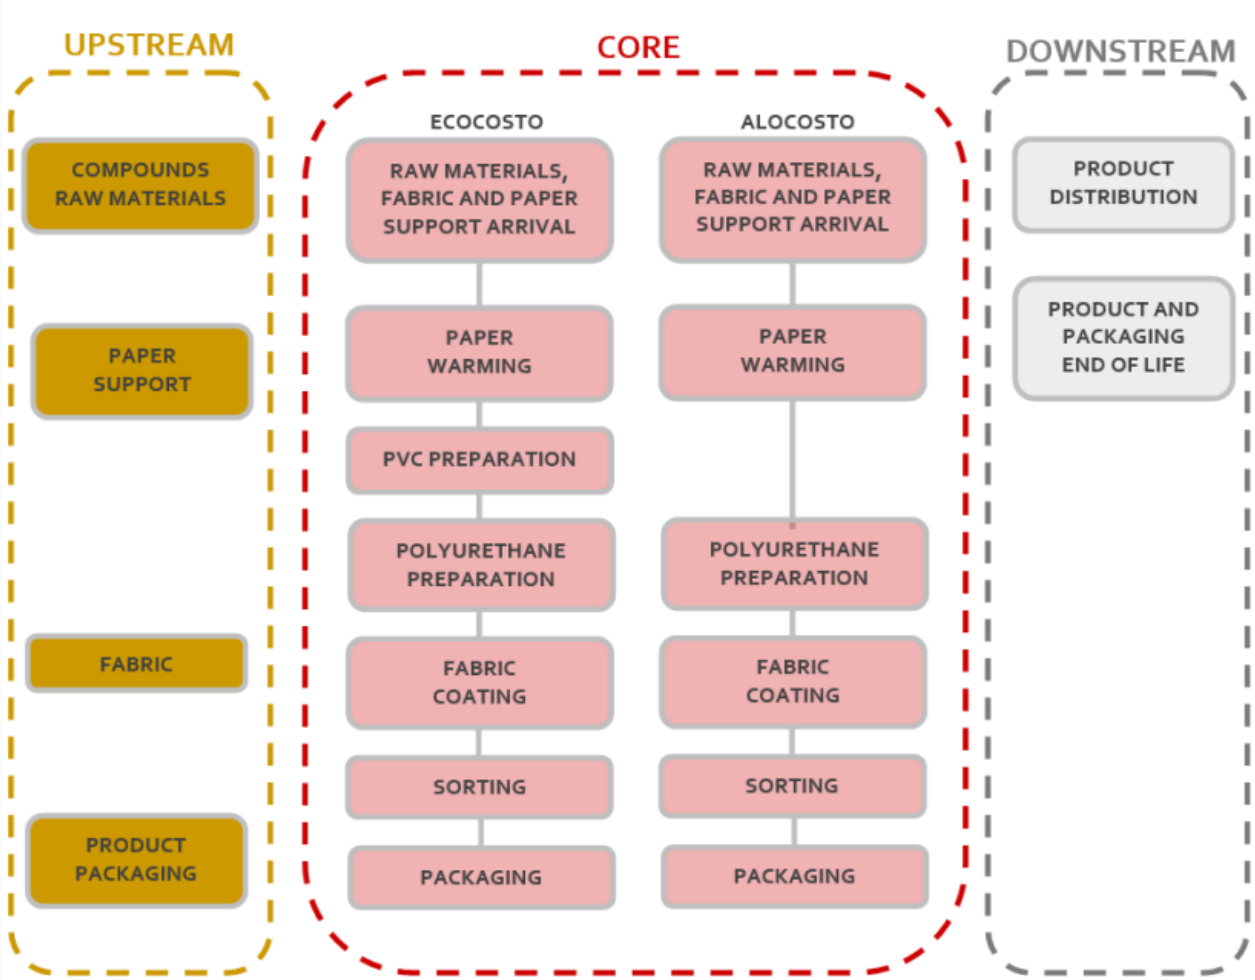 UPSTREAM
COMPOUNDS
RAW MATERIALS
PAPER
SUPPORT
FABRIC
PRODUCT
PACKAGING
CORE
ECOCOSTO
RAW MATERIALS,
FABRIC AND PAPER
SUPPORT ARRIVAL
PAPER
WARMING
PVC PREPARATION
POLYURETHANE
PREPARATION
FABRIC
COATING
SORTING
PACKAGING
ALOCOSTO
RAW MATERIALS,
FABRIC AND PAPER
SUPPORT ARRIVAL
PAPER
WARMING
POLYURETHANE
PREPARATION
FABRIC
COATING
SORTING
PACKAGING
DOWNSTREAM
PRODUCT
DISTRIBUTION
PRODUCT AND
PACKAGING
END OF LIFE